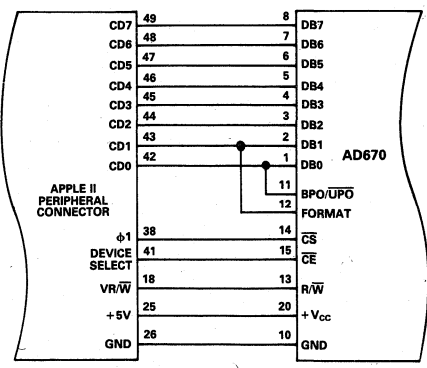 CD7 49 8 DB7
CD6 48 7 DB6
CD5 47 6 DB5
CD4 46 5 DB4
CD3 45 4 DB3
CD2 44 3 DB2
CD1 43 2 DB1
CD0 42 1 DB0
AD670
11 BPO/U̅P̅O̅
12 FORMAT
APPLE II
PERIPHERAL
CONNECTOR
ϕ1 38 14 C̅S̅
DEVICE
SELECT 41 15 C̅E̅
VR/W̅ 18 13 R/W̅
+5V 25 20 +VCC
GND 26 10 GND